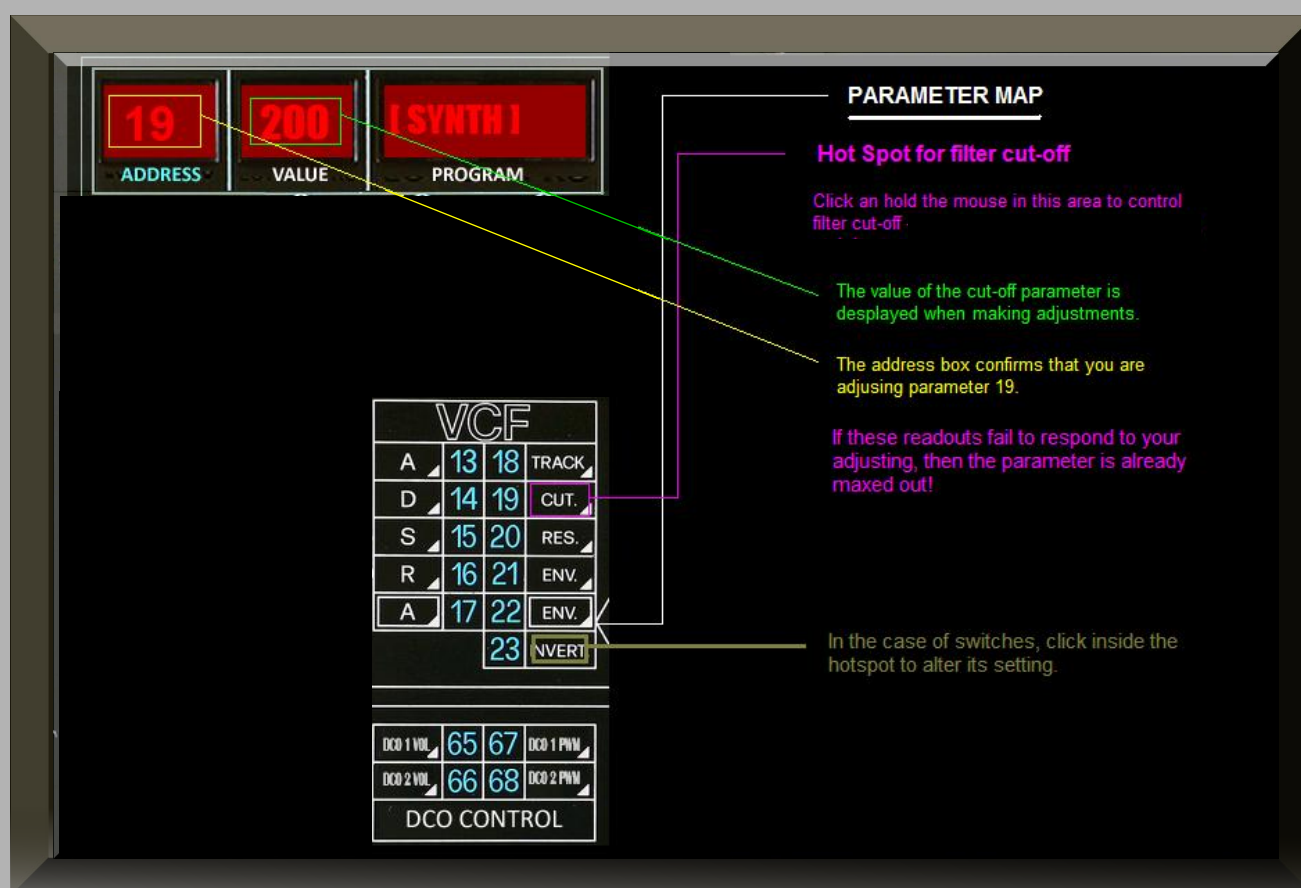 19 200 [ SYNTH ]
ADDRESS VALUE PROGRAM
PARAMETER MAP
Hot Spot for filter cut-off
Click an hold the mouse in this area to control
filter cut-off
The value of the cut-off parameter is
desplayed when making adjustments.
The address box confirms that you are
adjusing parameter 19.
If these readouts fail to respond to your
adjusting, then the parameter is already
maxed out!
VCF
A 13 18 TRACK
D 14 19 CUT.
S 15 20 RES.
R 16 21 ENV.
A 17 22 ENV.
23 NVERT
In the case of switches, click inside the
hotspot to alter its setting.
DCO 1 VOL 65 67 DCO 1 PWM
DCO 2 VOL 66 68 DCO 2 PWM
DCO CONTROL